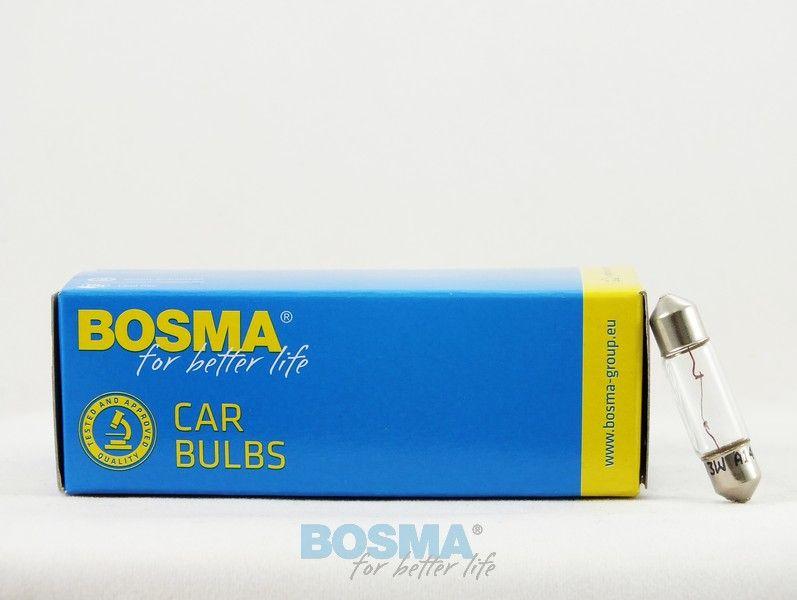 BOSMA®
for better life
TESTED AND APPROVED
QUALITY
CAR
BULBS
www.bosma-group.eu
3W A1
BOSMA®
for better life